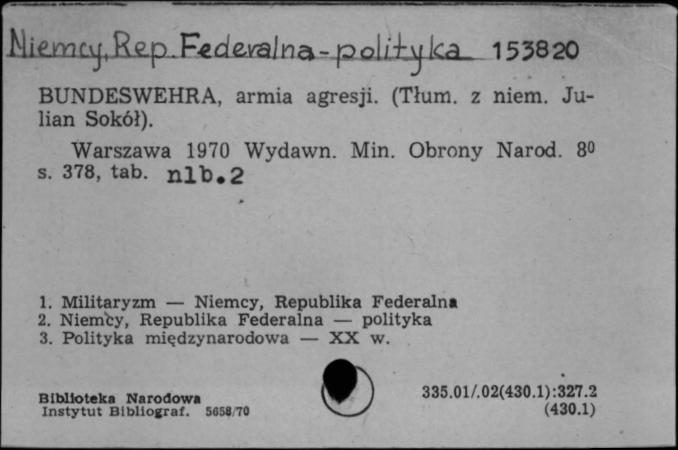 Niemcy, Rep. Federalna-polityka 153820
BUNDESWEHRA, armia agresji. (Tłum. z niem. Ju-
lian Sokół).
Warszawa 1970 Wydawn. Min. Obrony Narod. 8⁰
s. 378, tab. nlb.2
1. Militaryzm — Niemcy, Republika Federalna
2. Niemcy, Republika Federalna — polityka
3. Polityka międzynarodowa — XX w.
335.01/.02(430.1):327.2
(430.1)
Biblioteka Narodowa
Instytut Bibliograf. 5658/70